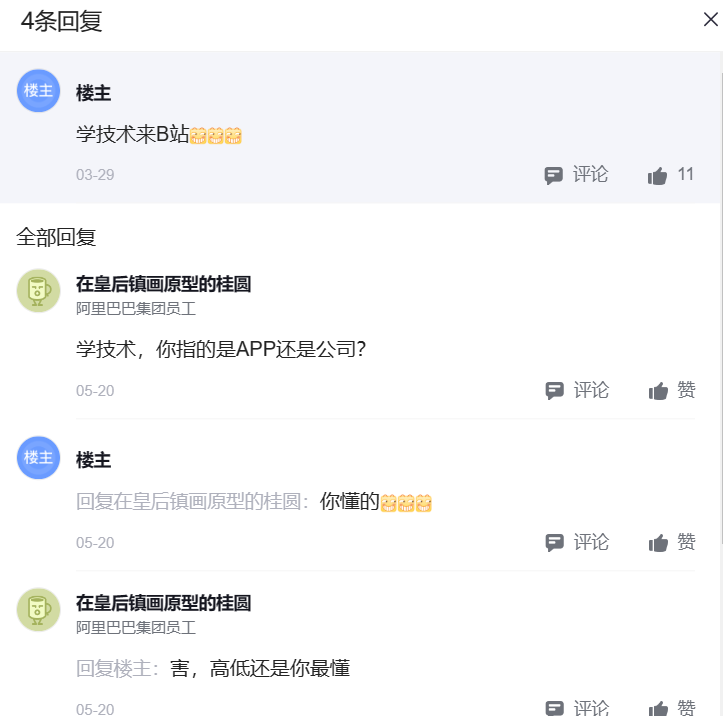 4条回复
楼主
楼主
学技术来B站
03-29
评论
11
全部回复
在皇后镇画原型的桂圆
阿里巴巴集团员工
学技术，你指的是APP还是公司?
05-20
评论
赞
楼主
楼主
回复在皇后镇画原型的桂圆：你懂的
05-20
评论
赞
在皇后镇画原型的桂圆
阿里巴巴集团员工
回复楼主：害，高低还是你最懂
05-20
评论
赞